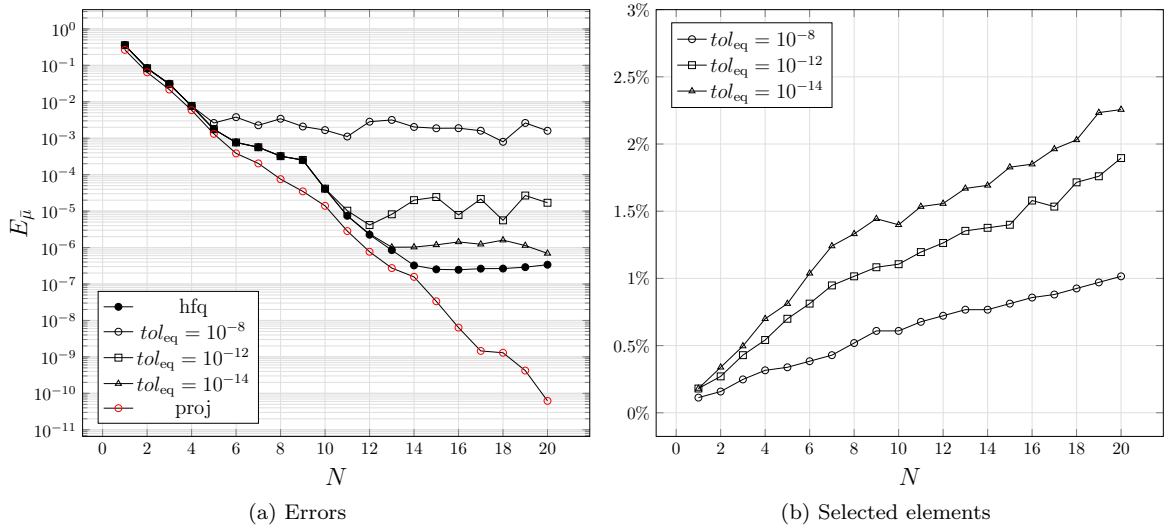 10^0
10^−1
10^−2
10^−3
10^−4
10^−5
10^−6
10^−7
10^−8
10^−9
10^−10
10^−11
E_μ̄
hfq
tol_eq = 10^−8
tol_eq = 10^−12
tol_eq = 10^−14
proj
0 2 4 6 8 10 12 14 16 18 20
N
(a) Errors
3%
2.5%
2%
1.5%
1%
0.5%
0%
tol_eq = 10^−8
tol_eq = 10^−12
tol_eq = 10^−14
0 2 4 6 8 10 12 14 16 18 20
N
(b) Selected elements